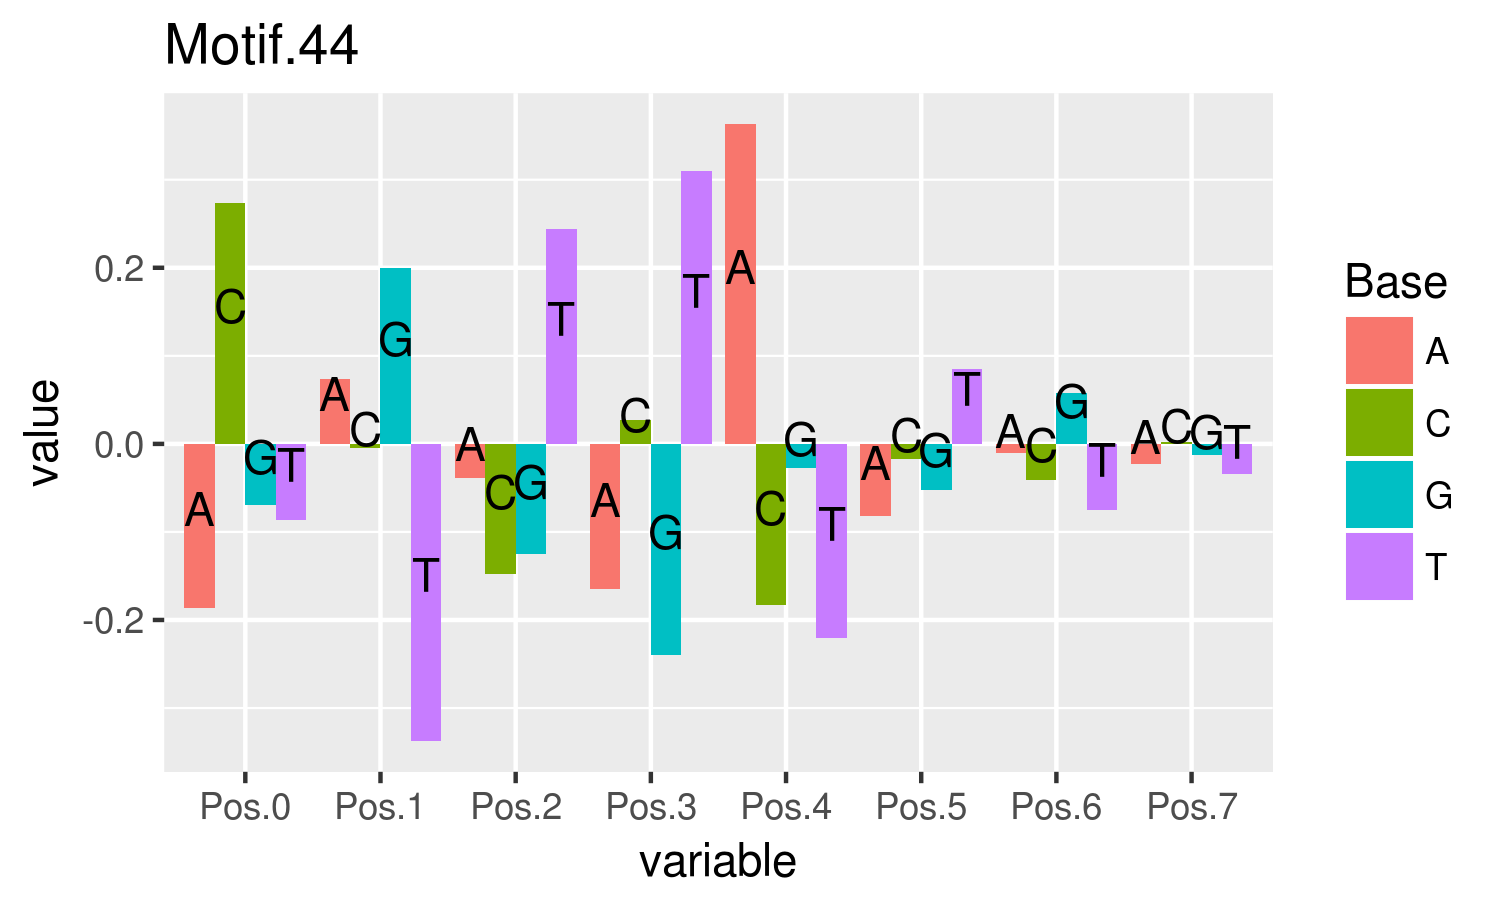 Motif.44
0.2
0.0
-0.2
value
A C G T A C G T A C G T A C G T A C G T A C G T A C G T A C G T
Pos.0 Pos.1 Pos.2 Pos.3 Pos.4 Pos.5 Pos.6 Pos.7
variable
Base
A
C
G
T